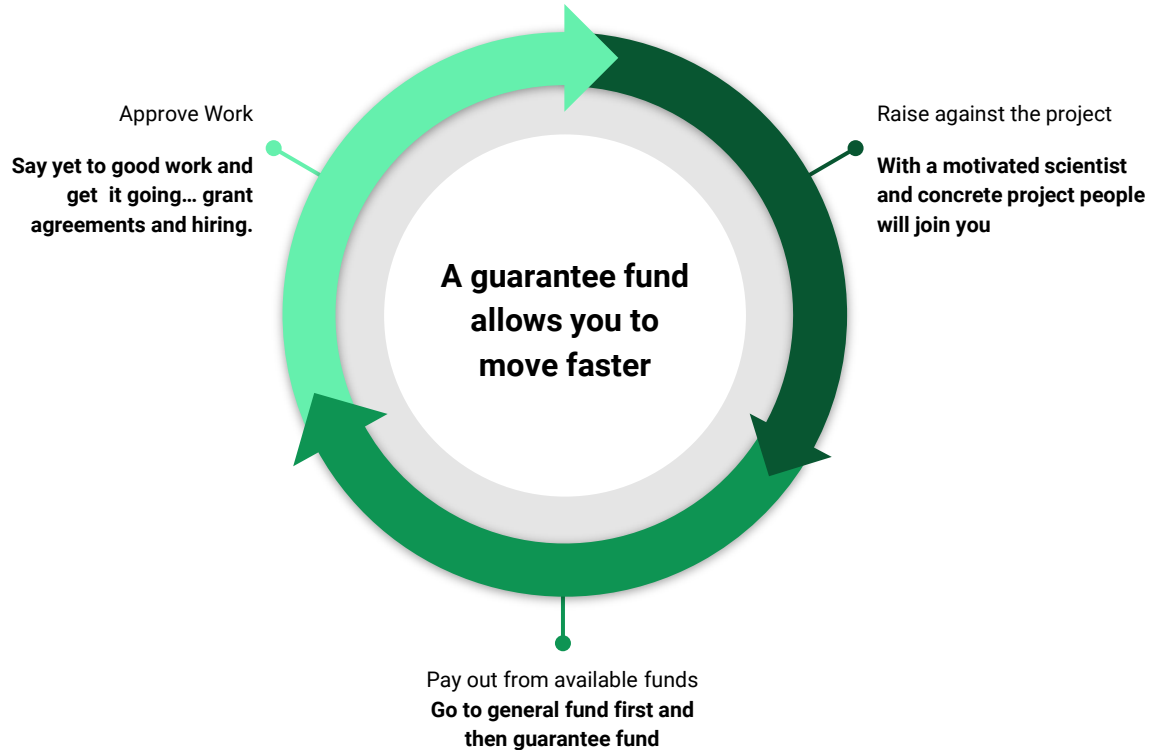 Approve Work
Say yet to good work and
get  it going... grant
agreements and hiring.
Raise against the project
With a motivated scientist
and concrete project people
will join you
A guarantee fund
allows you to
move faster
Pay out from available funds
Go to general fund first and
then guarantee fund